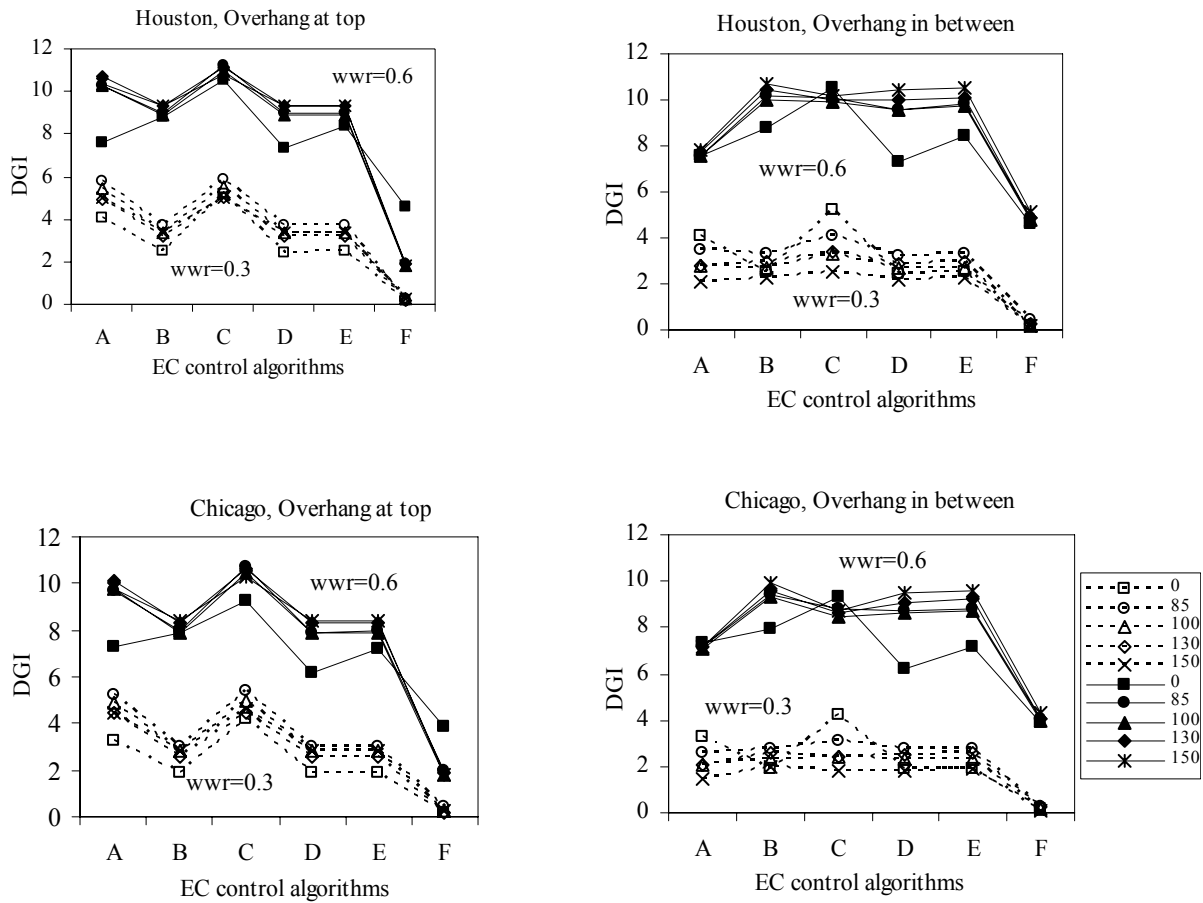 Houston, Overhang at top
12
10
8
6
4
2
0
DGI
wwr=0.6
wwr=0.3
A B C D E F
EC control algorithms
Houston, Overhang in between
12
10
8
6
4
2
0
DGI
wwr=0.6
wwr=0.3
A B C D E F
EC control algorithms
Chicago, Overhang at top
12
10
8
6
4
2
0
DGI
wwr=0.6
wwr=0.3
A B C D E F
EC control algorithms
Chicago, Overhang in between
12
10
8
6
4
2
0
DGI
wwr=0.6
wwr=0.3
A B C D E F
EC control algorithms
0
85
100
130
150
0
85
100
130
150